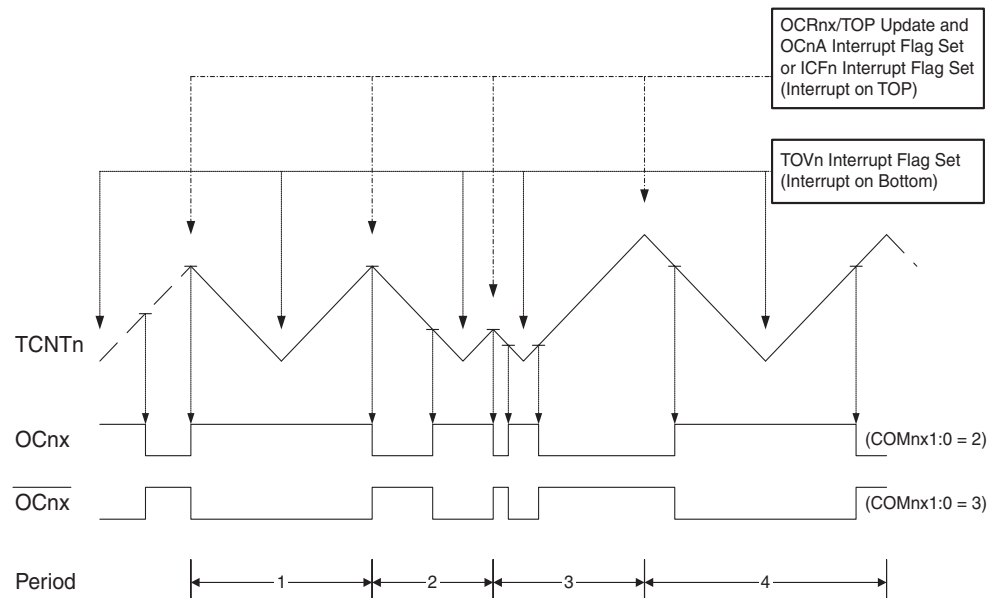 OCRnx/TOP Update and
OCnA Interrupt Flag Set
or ICFn Interrupt Flag Set
(Interrupt on TOP)
TOVn Interrupt Flag Set
(Interrupt on Bottom)
TCNTn
OCnx
(COMnx1:0 = 2)
OCnx
(COMnx1:0 = 3)
Period
1
2
3
4